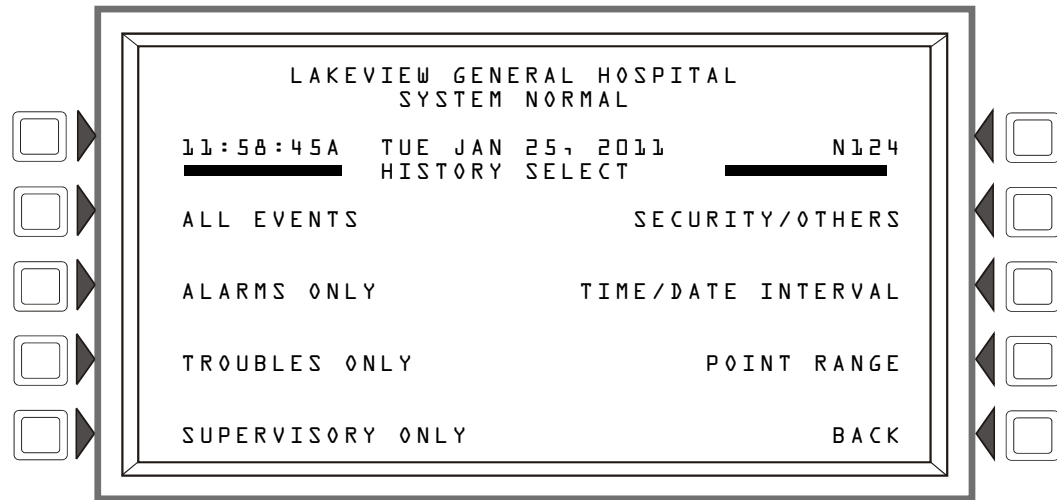 LAKEVIEW GENERAL HOSPITAL
SYSTEM NORMAL
11:58:45A TUE JAN 25, 2011 N124
HISTORY SELECT
ALL EVENTS SECURITY/OTHERS
ALARMS ONLY TIME/DATE INTERVAL
TROUBLES ONLY POINT RANGE
SUPERVISORY ONLY BACK